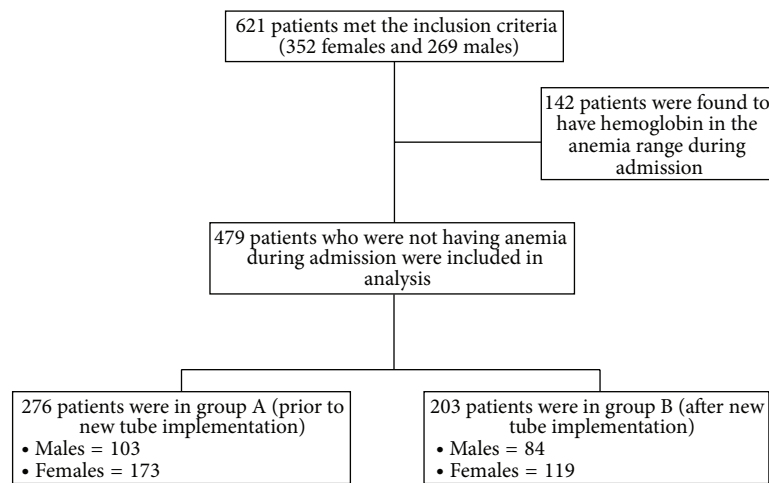 621 patients met the inclusion criteria
(352 females and 269 males)
142 patients were found to
have hemoglobin in the
anemia range during
admission
479 patients who were not having anemia
during admission were included in
analysis
276 patients were in group A (prior to
new tube implementation)
• Males = 103
• Females = 173
203 patients were in group B (after new
tube implementation)
• Males = 84
• Females = 119